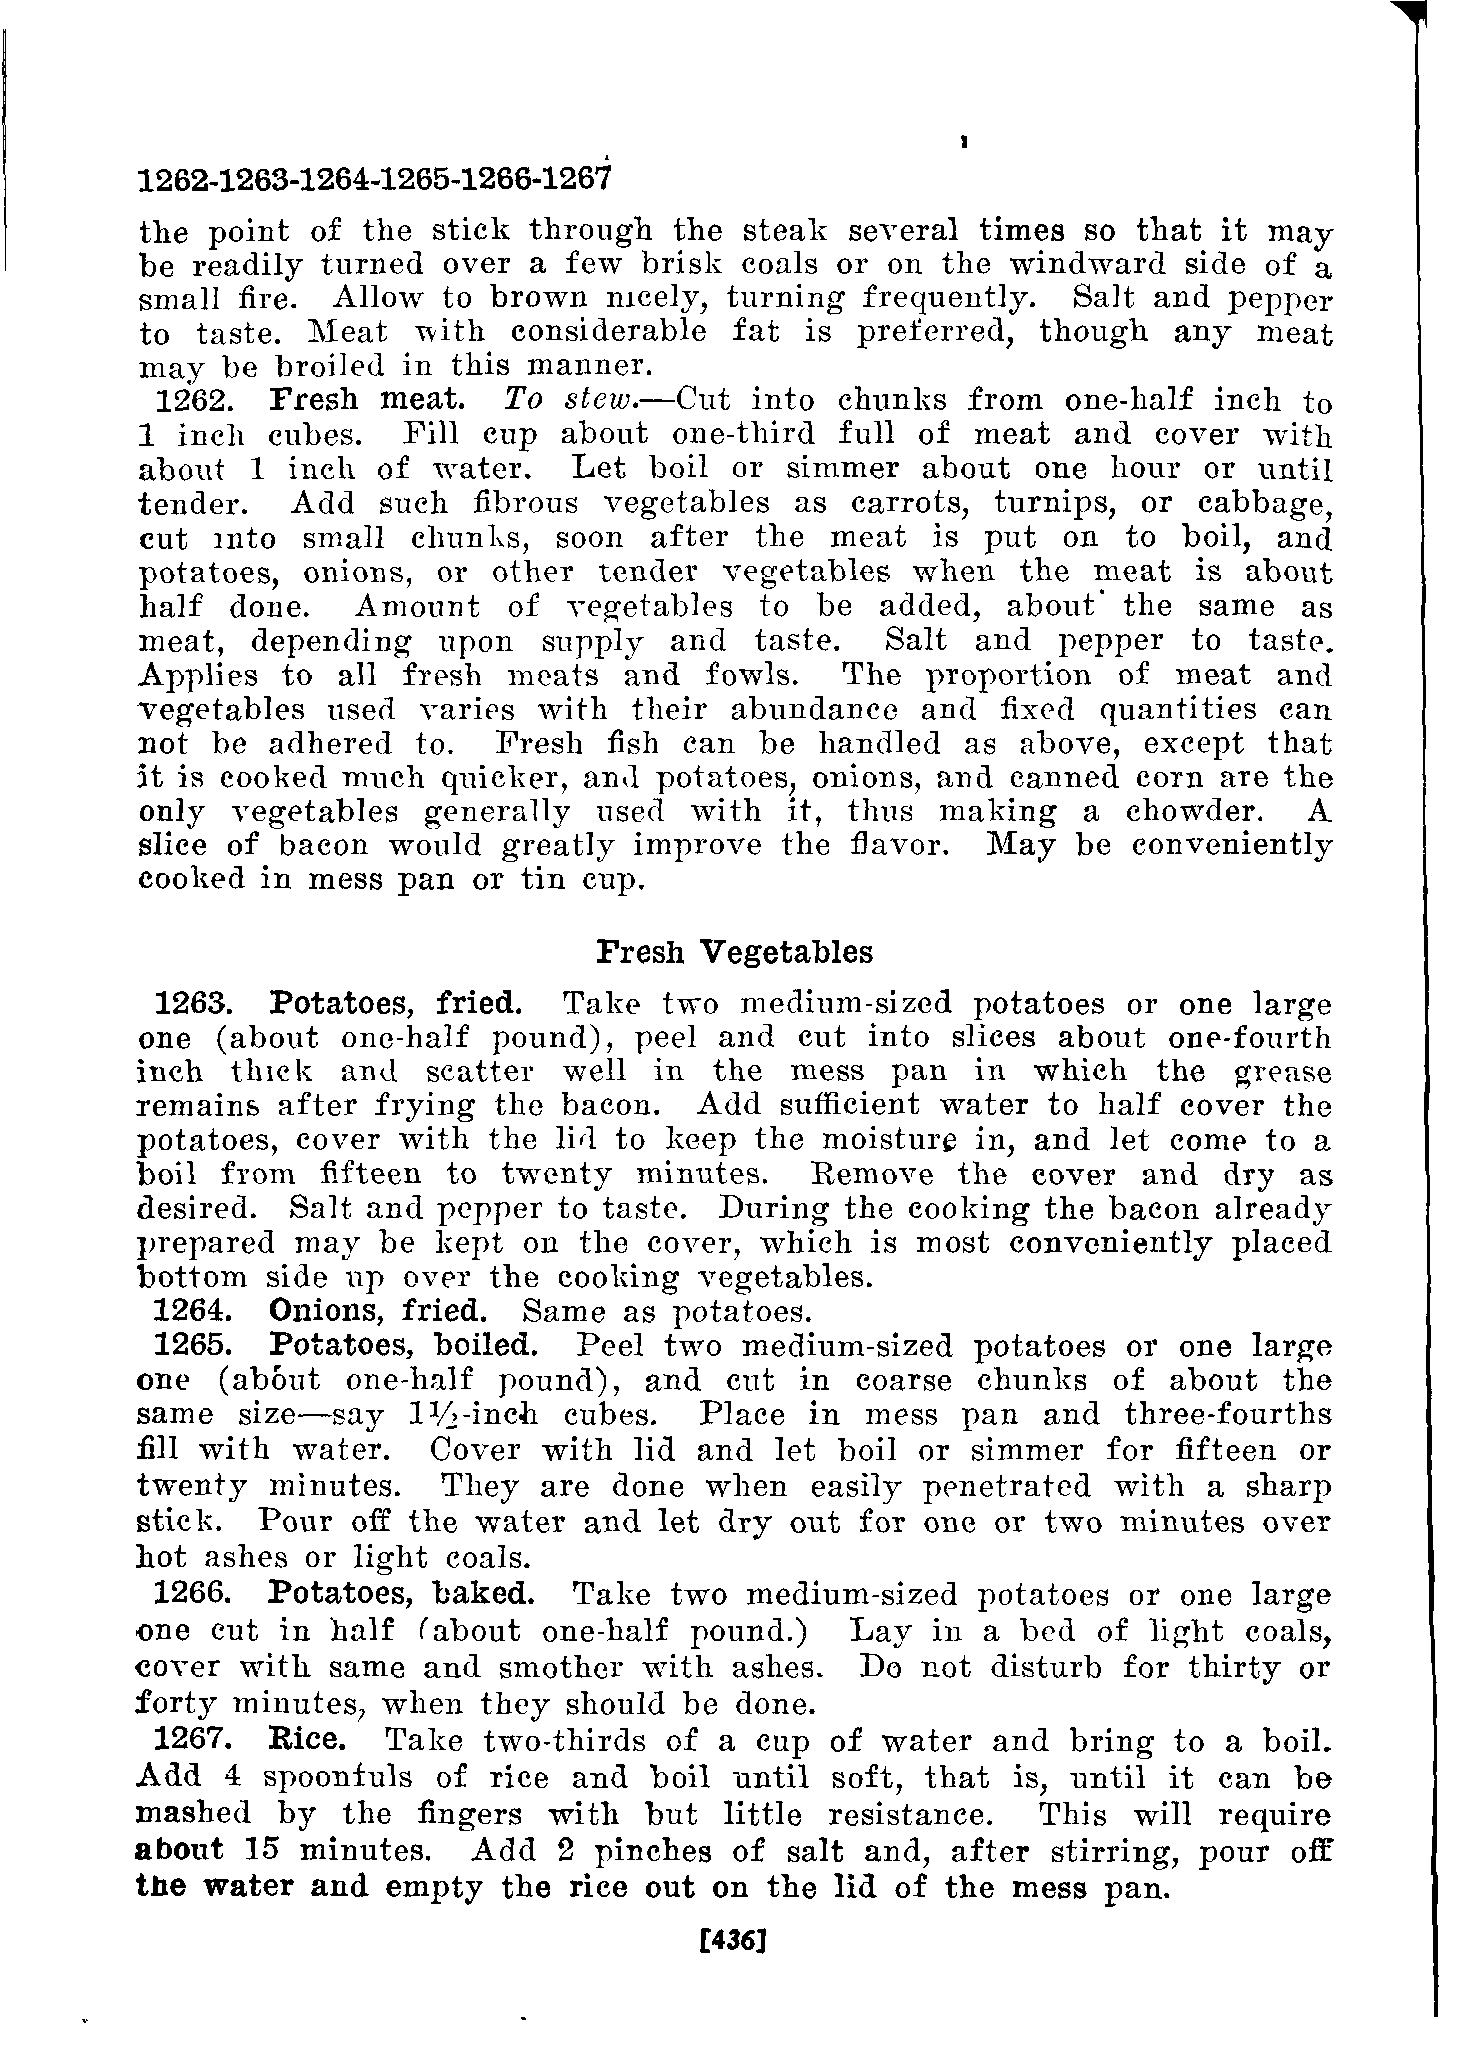 1262-1263-1264-1265-1266-1267
the point of the stick through the steak several times so that it may
be readily turned over a few brisk coals or on the windward side of a
small fire. Allow to brown nicely, turning frequently. Salt and pepper
to taste. Meat with considerable fat is preferred, though any meat
may be broiled in this manner.
1262. Fresh meat. To stew.—Cut into chunks from one-half inch to
1 inch cubes. Fill cup about one-third full of meat and cover with
about 1 inch of water. Let boil or simmer about one hour or until
tender. Add such fibrous vegetables as carrots, turnips, or cabbage,
cut into small chunks, soon after the meat is put on to boil, and
potatoes, onions, or other tender vegetables when the meat is about
half done. Amount of vegetables to be added, about the same as
meat, depending upon supply and taste. Salt and pepper to taste.
Applies to all fresh meats and fowls. The proportion of meat and
vegetables used varies with their abundance and fixed quantities can
not be adhered to. Fresh fish can be handled as above, except that
it is cooked much quicker, and potatoes, onions, and canned corn are the
only vegetables generally used with it, thus making a chowder. A
slice of bacon would greatly improve the flavor. May be conveniently
cooked in mess pan or tin cup.
Fresh Vegetables
1263. Potatoes, fried. Take two medium-sized potatoes or one large
one (about one-half pound), peel and cut into slices about one-fourth
inch thick and scatter well in the mess pan in which the grease
remains after frying the bacon. Add sufficient water to half cover the
potatoes, cover with the lid to keep the moisture in, and let come to a
boil from fifteen to twenty minutes. Remove the cover and dry as
desired. Salt and pepper to taste. During the cooking the bacon already
prepared may be kept on the cover, which is most conveniently placed
bottom side up over the cooking vegetables.
1264. Onions, fried. Same as potatoes.
1265. Potatoes, boiled. Peel two medium-sized potatoes or one large
one (about one-half pound), and cut in coarse chunks of about the
same size—say 1½-inch cubes. Place in mess pan and three-fourths
fill with water. Cover with lid and let boil or simmer for fifteen or
twenty minutes. They are done when easily penetrated with a sharp
stick. Pour off the water and let dry out for one or two minutes over
hot ashes or light coals.
1266. Potatoes, baked. Take two medium-sized potatoes or one large
one cut in half (about one-half pound.) Lay in a bed of light coals,
cover with same and smother with ashes. Do not disturb for thirty or
forty minutes, when they should be done.
1267. Rice. Take two-thirds of a cup of water and bring to a boil.
Add 4 spoonfuls of rice and boil until soft, that is, until it can be
mashed by the fingers with but little resistance. This will require
about 15 minutes. Add 2 pinches of salt and, after stirring, pour off
the water and empty the rice out on the lid of the mess pan.
[436]